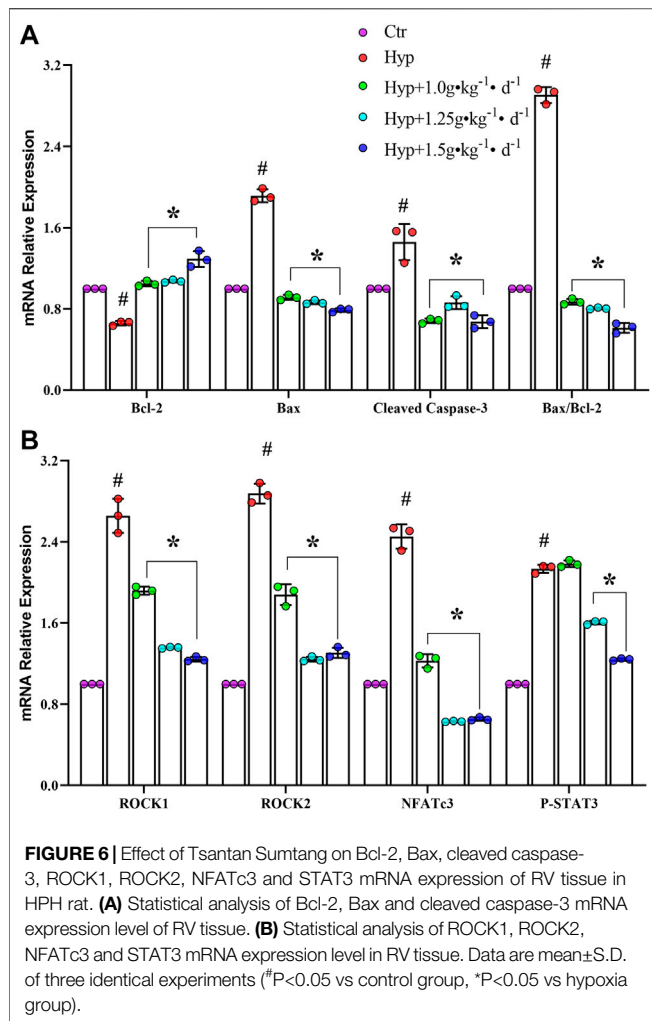 A
Ctr
Hyp
Hyp+1.0g•kg⁻¹• d⁻¹
Hyp+1.25g•kg⁻¹• d⁻¹
Hyp+1.5g•kg⁻¹• d⁻¹
mRNA Relative Expression
3.2
2.4
1.6
0.8
0.0
#
*
#
*
#
*
#
*
Bcl-2
Bax
Cleaved Caspase-3
Bax/Bcl-2
B
mRNA Relative Expression
3.2
2.4
1.6
0.8
0.0
#
*
#
*
#
*
#
*
ROCK1
ROCK2
NFATc3
P-STAT3
FIGURE 6 | Effect of Tsantan Sumtang on Bcl-2, Bax, cleaved caspase-
3, ROCK1, ROCK2, NFATc3 and STAT3 mRNA expression of RV tissue in
HPH rat. (A) Statistical analysis of Bcl-2, Bax and cleaved caspase-3 mRNA
expression level of RV tissue. (B) Statistical analysis of ROCK1, ROCK2,
NFATc3 and STAT3 mRNA expression level in RV tissue. Data are mean±S.D.
of three identical experiments (#P<0.05 vs control group, *P<0.05 vs hypoxia
group).